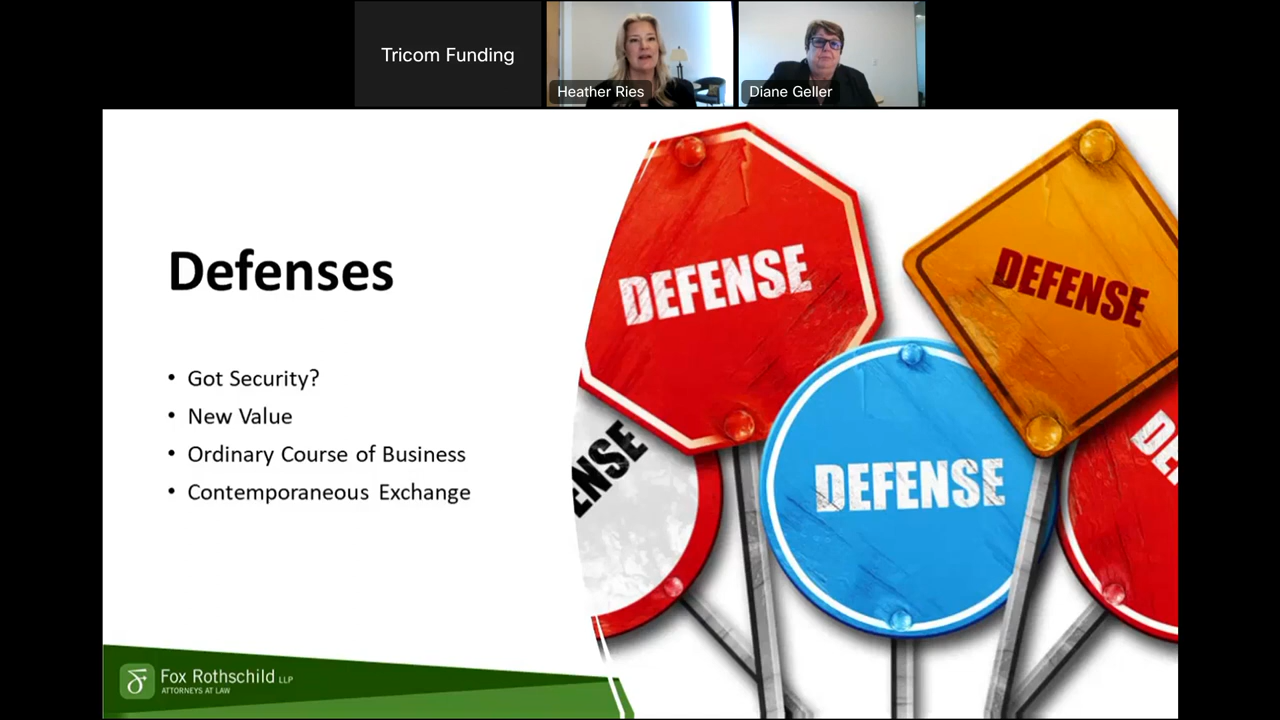 Tricom Funding
Heather Ries
Diane Geller
Defenses
• Got Security?
• New Value
• Ordinary Course of Business
• Contemporaneous Exchange
DEFENSE
DEFENSE
DEFENSE
ENSE
DE
Fox Rothschild LLP
ATTORNEYS AT LAW